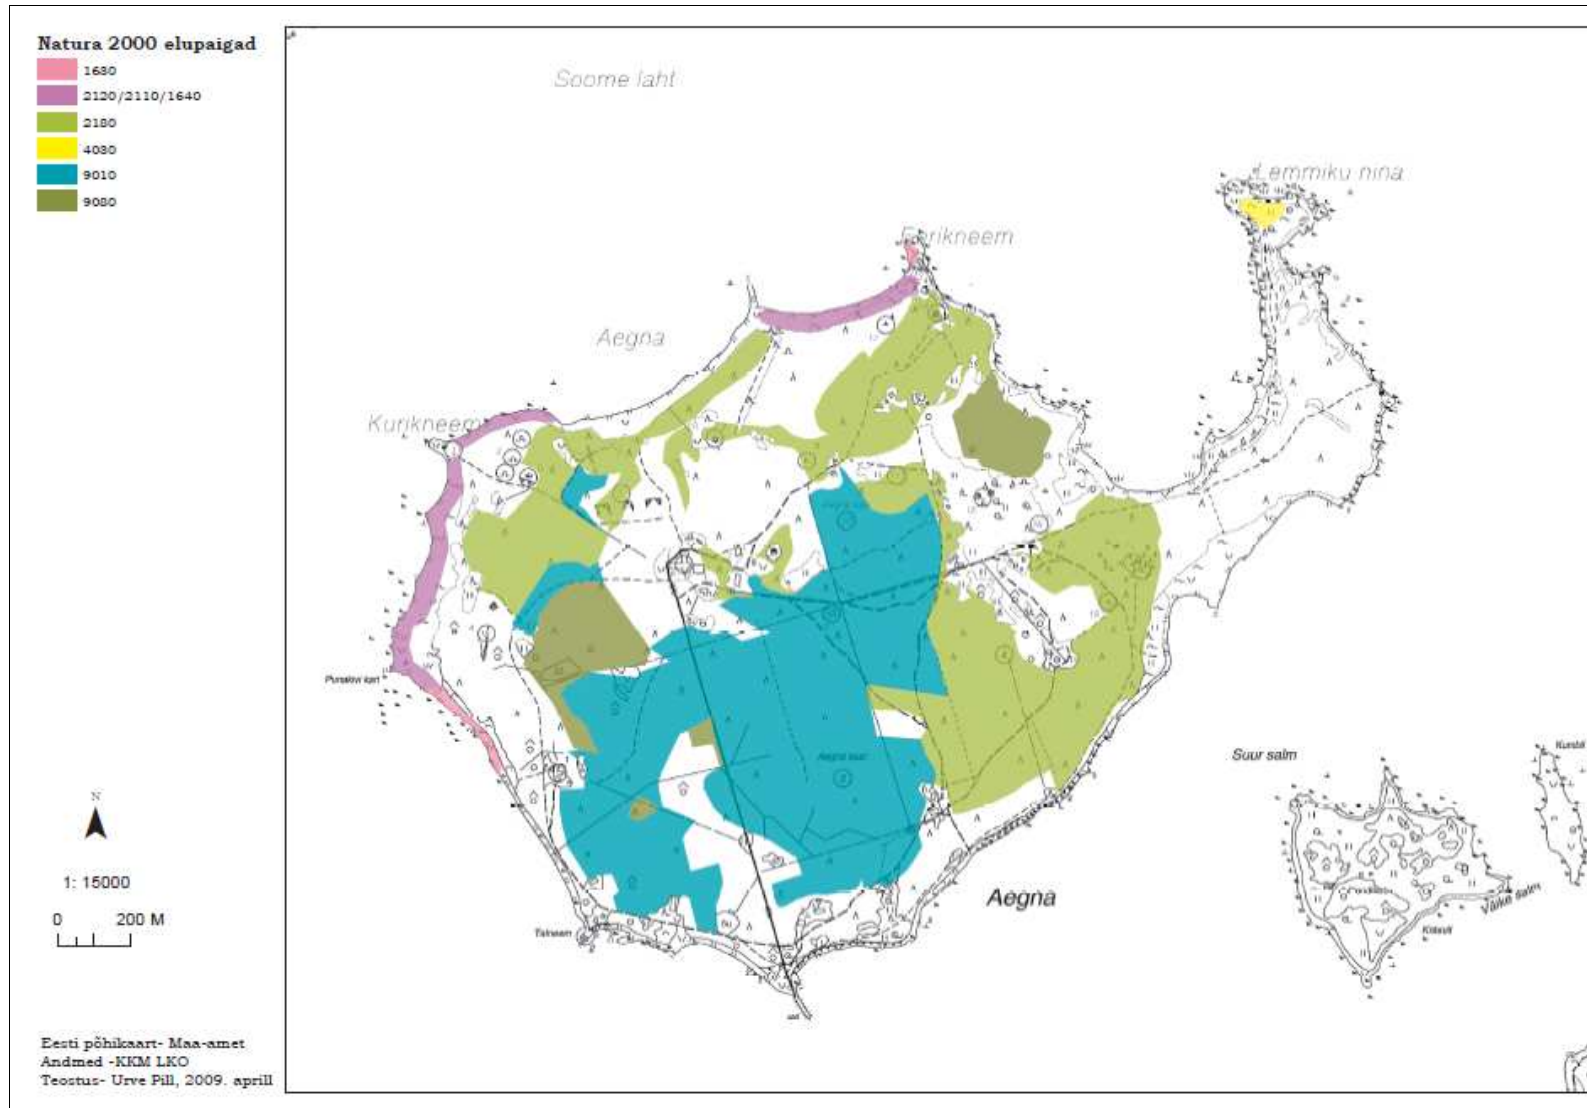 Natura 2000 elupaigad
1630
2120/2110/1640
2180
4030
9010
9080
Soome laht
Lemmiku nina
Eerikneem
Aegna
Kurikneem
Suur salm
Aegna
Väike salm
N
1: 15000
0 200 M
Eesti põhikaart- Maa-amet
Andmed -KKM LKO
Teostus- Urve Pill, 2009. aprill